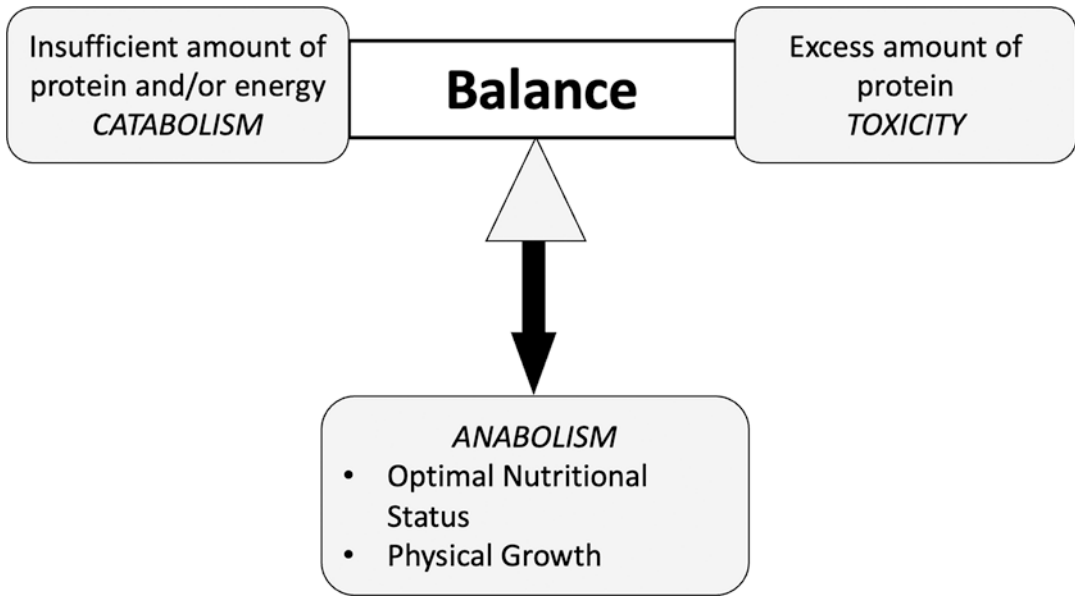 Insufficient amount of
protein and/or energy
CATABOLISM
Balance
Excess amount of
protein
TOXICITY
ANABOLISM
• Optimal Nutritional
Status
• Physical Growth